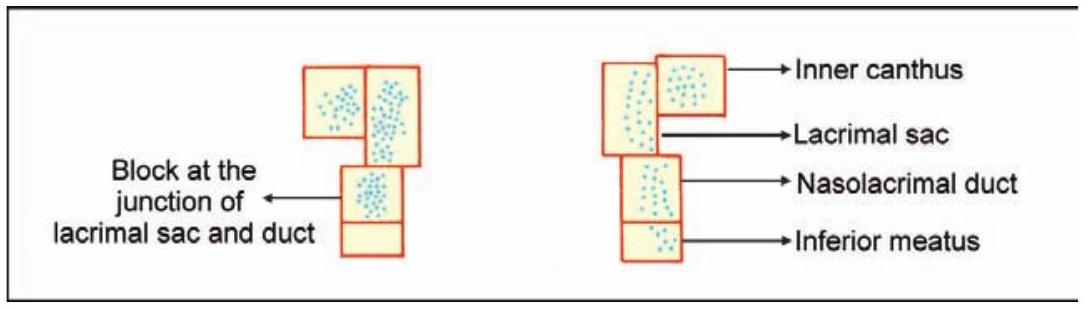 Block at the
junction of
lacrimal sac and duct
Inner canthus
Lacrimal sac
Nasolacrimal duct
Inferior meatus